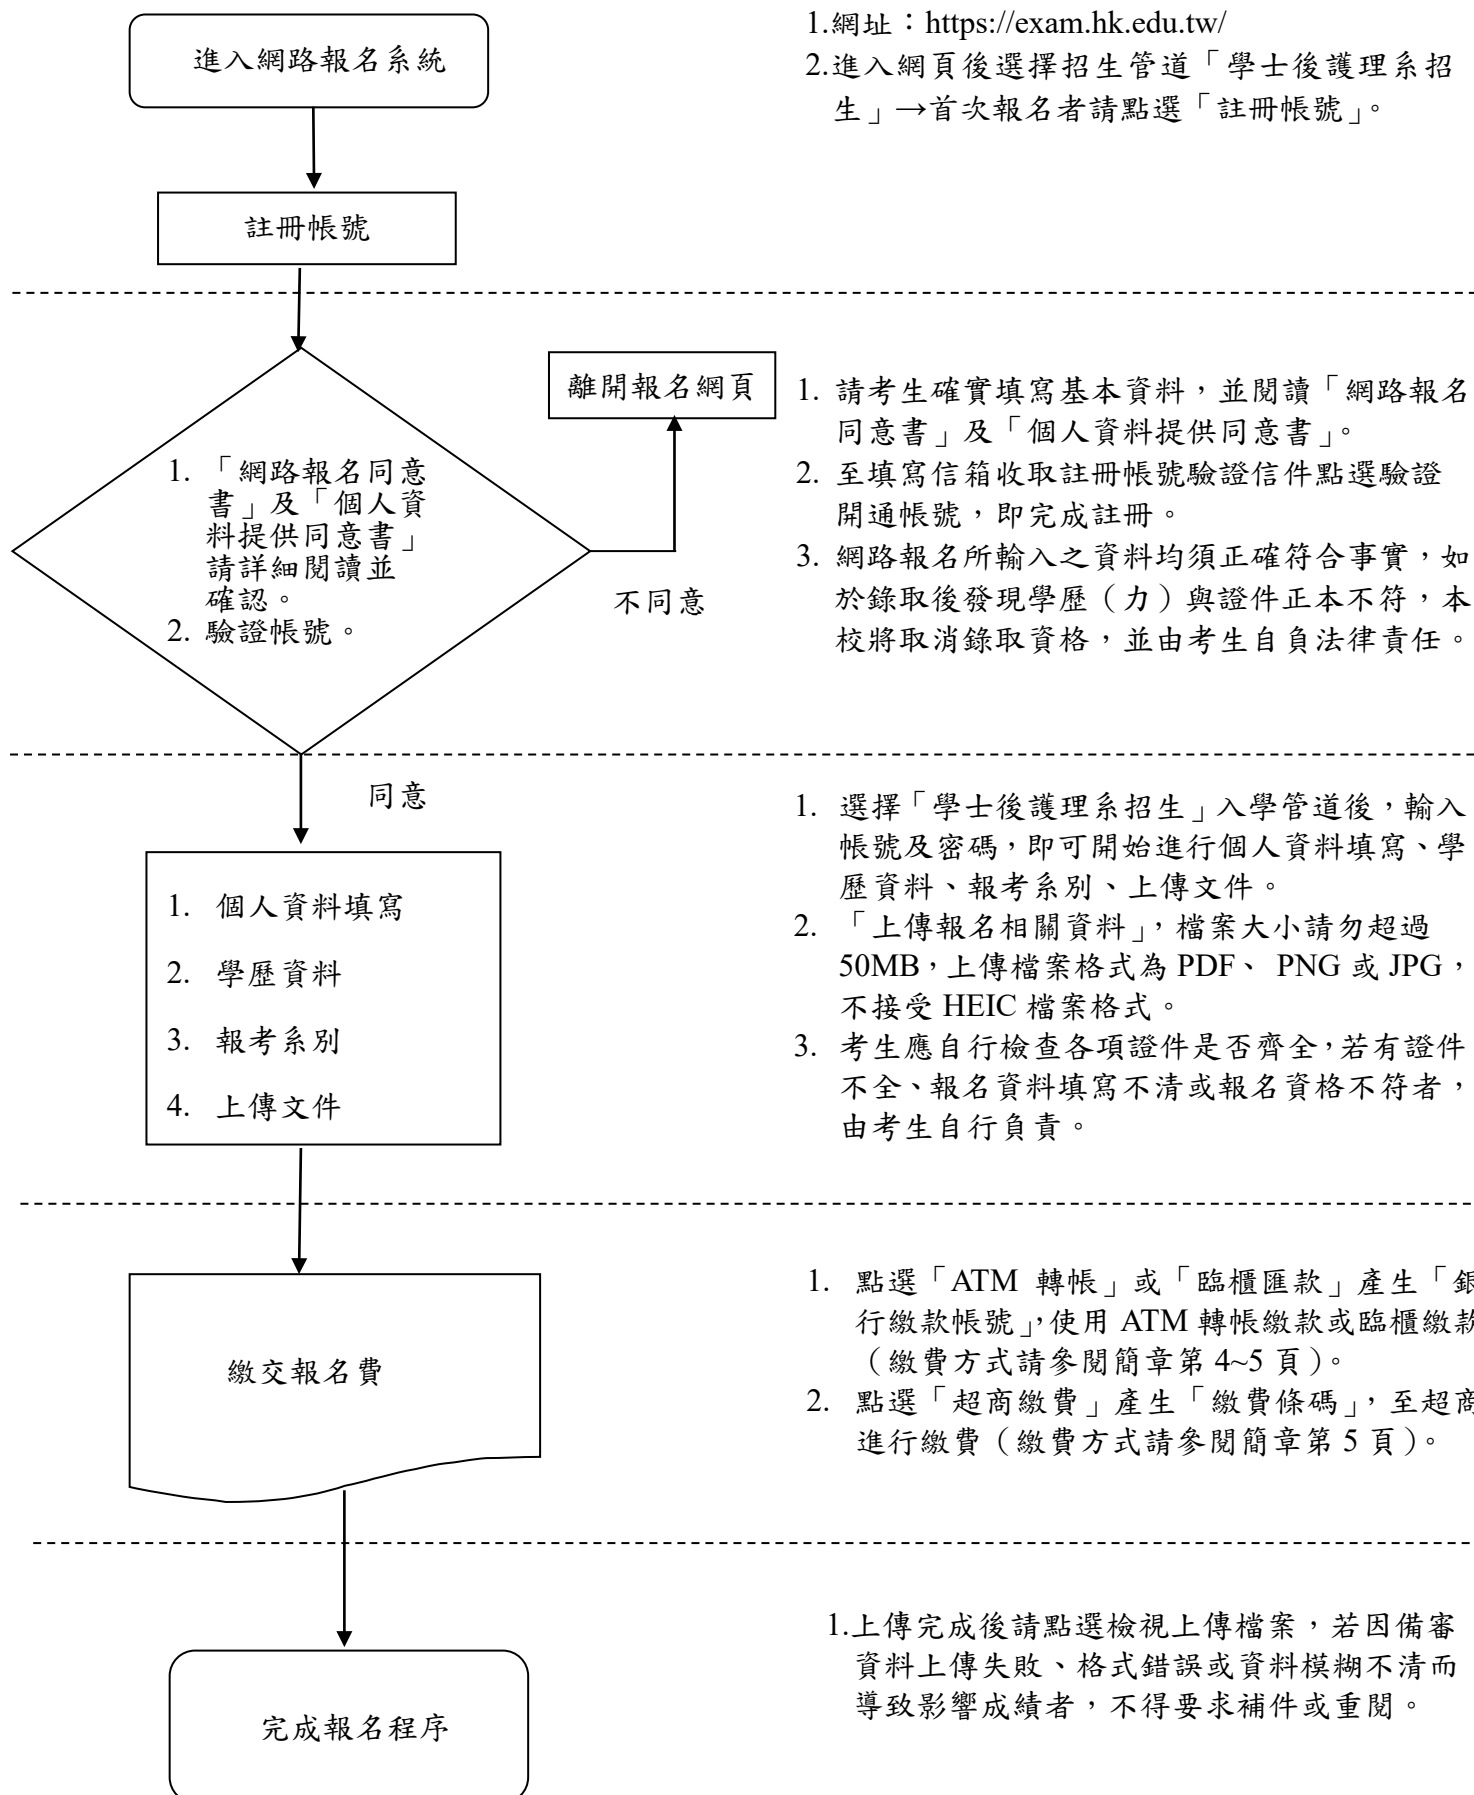 進入網路報名系統
1.網址：https://exam.hk.edu.tw/
2.進入網頁後選擇招生管道「學士後護理系招
生」→首次報名者請點選「註冊帳號」。
註冊帳號
離開報名網頁
1. 「網路報名同意
書」及「個人資
料提供同意書」
請詳細閱讀並
確認。
2. 驗證帳號。
不同意
1. 請考生確實填寫基本資料，並閱讀「網路報名
同意書」及「個人資料提供同意書」。
2. 至填寫信箱收取註冊帳號驗證信件點選驗證
開通帳號，即完成註冊。
3. 網路報名所輸入之資料均須正確符合事實，如
於錄取後發現學歷（力）與證件正本不符，本
校將取消錄取資格，並由考生自負法律責任。
同意
1. 個人資料填寫
2. 學歷資料
3. 報考系別
4. 上傳文件
1. 選擇「學士後護理系招生」入學管道後，輸入
帳號及密碼，即可開始進行個人資料填寫、學
歷資料、報考系別、上傳文件。
2. 「上傳報名相關資料」，檔案大小請勿超過
50MB，上傳檔案格式為 PDF、 PNG 或 JPG，
不接受 HEIC 檔案格式。
3. 考生應自行檢查各項證件是否齊全，若有證件
不全、報名資料填寫不清或報名資格不符者，
由考生自行負責。
繳交報名費
1. 點選「ATM 轉帳」或「臨櫃匯款」產生「銀
行繳款帳號」，使用 ATM 轉帳繳款或臨櫃繳款
（繳費方式請參閱簡章第 4~5 頁）。
2. 點選「超商繳費」產生「繳費條碼」，至超商
進行繳費（繳費方式請參閱簡章第 5 頁）。
完成報名程序
1.上傳完成後請點選檢視上傳檔案，若因備審
資料上傳失敗、格式錯誤或資料模糊不清而
導致影響成績者，不得要求補件或重閱。